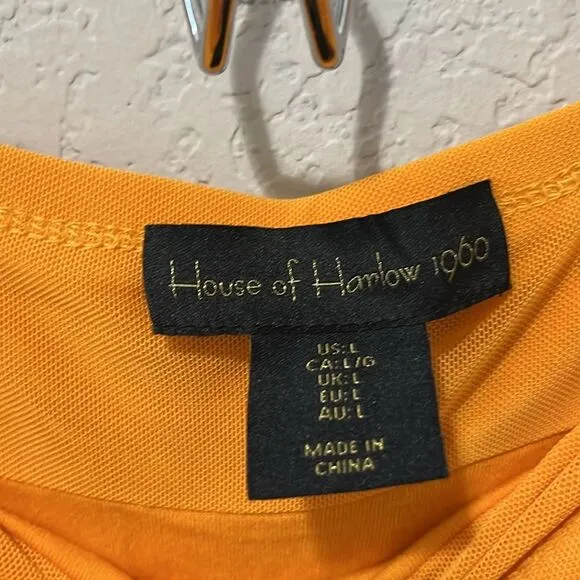 House of Harlow 1960
US: L
CA: L/G
UK: L
EU: L
AU: L
MADE IN
CHINA